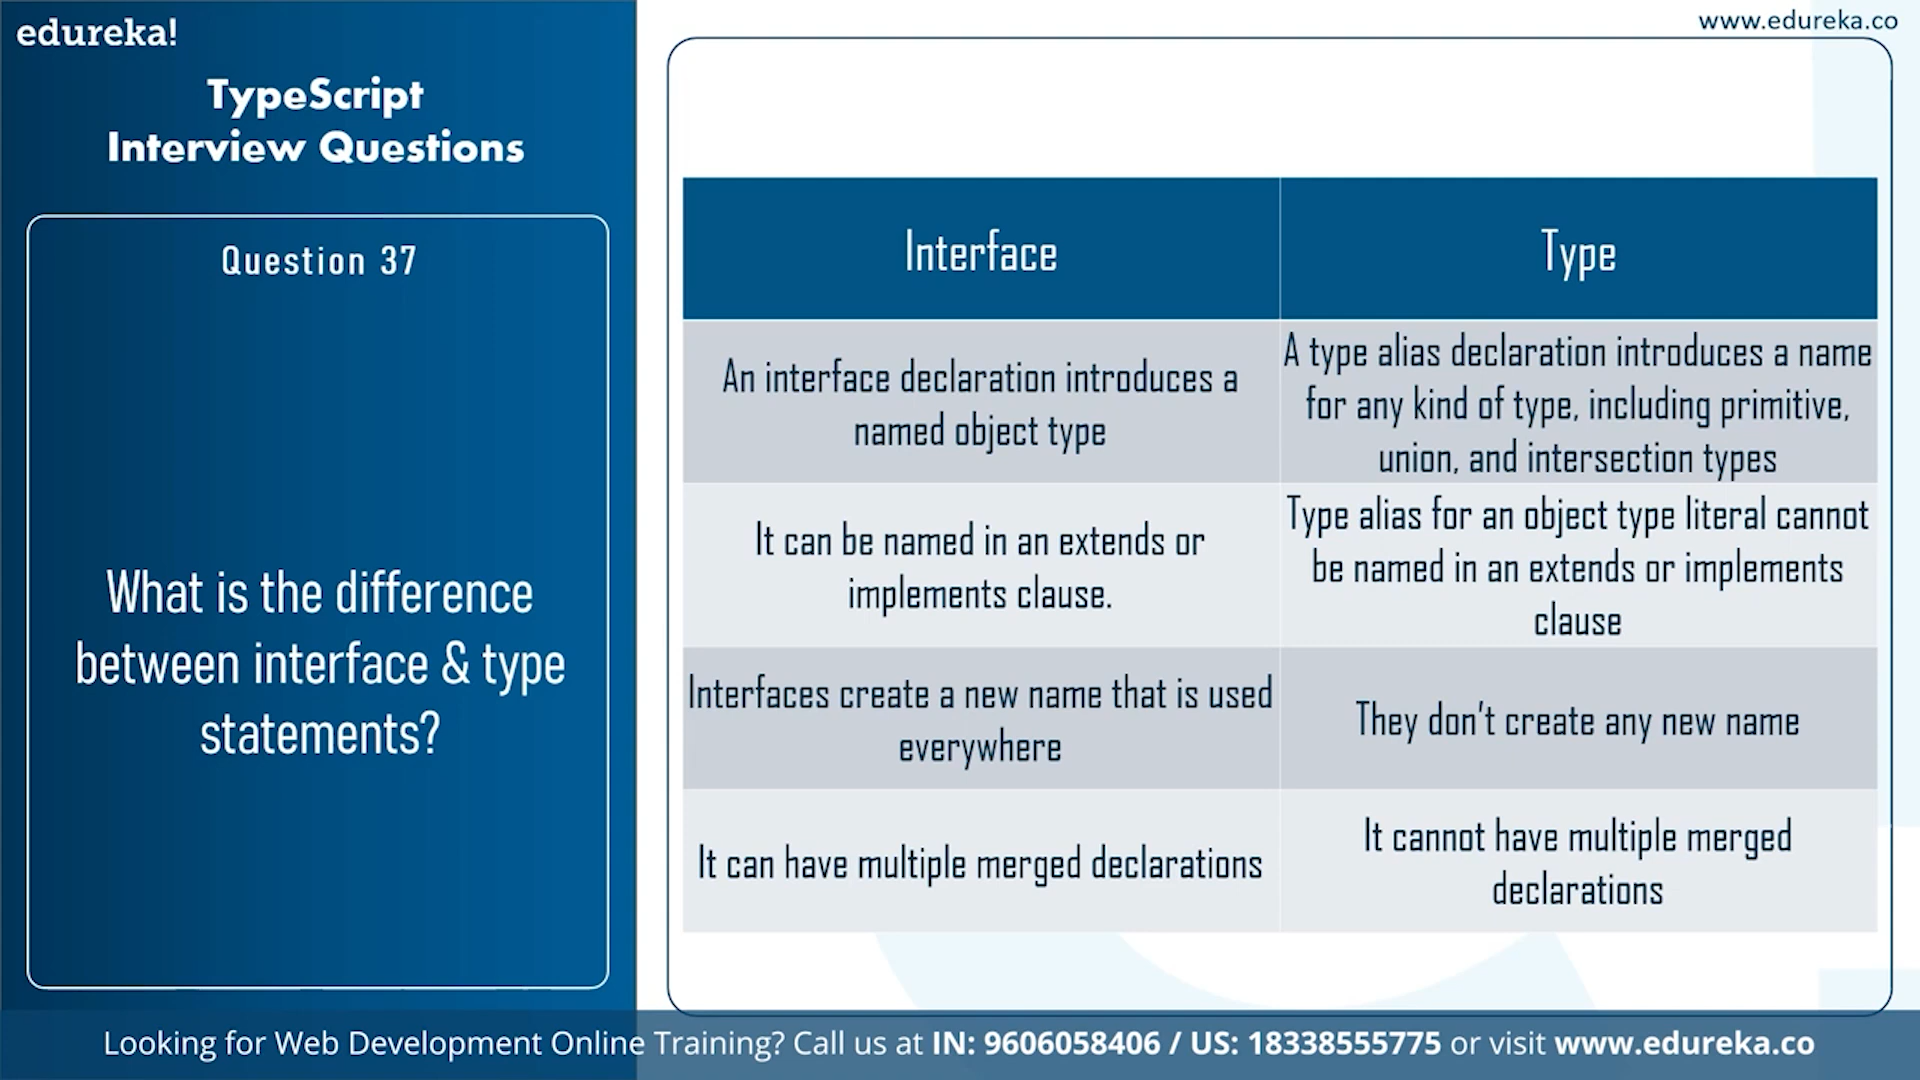 edureka!
www.edureka.co
TypeScript
Interview Questions
Question 37
What is the difference
between interface & type
statements?
Interface
Type
An interface declaration introduces a
named object type
A type alias declaration introduces a name
for any kind of type, including primitive,
union, and intersection types
It can be named in an extends or
implements clause.
Type alias for an object type literal cannot
be named in an extends or implements
clause
Interfaces create a new name that is used
everywhere
They don't create any new name
It can have multiple merged declarations
It cannot have multiple merged
declarations
Looking for Web Development Online Training? Call us at IN: 9606058406 / US: 18338555775 or visit www.edureka.co